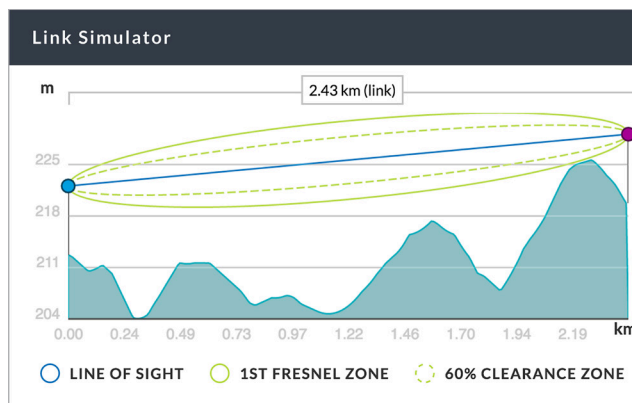 Link Simulator
m
2.43 km (link)
225
218
211
204
0.00 0.24 0.49 0.73 0.97 1.22 1.46 1.70 1.94 2.19 km
LINE OF SIGHT 1ST FRESNEL ZONE 60% CLEARANCE ZONE